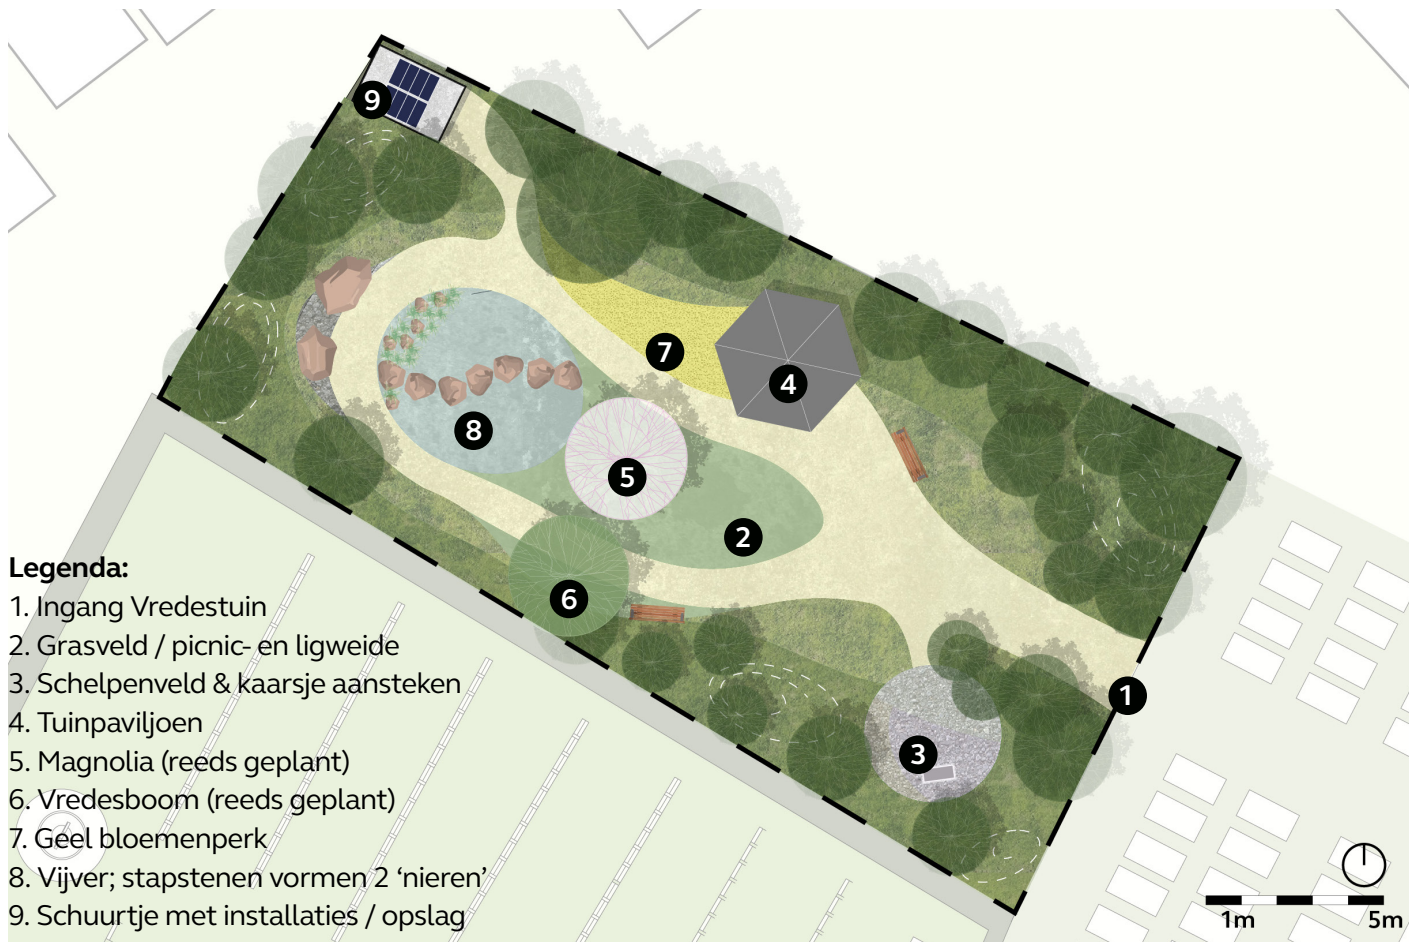 9
7
4
8
5
2
6
1
3
Legenda:
1. Ingang Vredestuin
2. Grasveld / picnic- en ligweide
3. Schelpenveld & kaarsje aansteken
4. Tuinpaviljoen
5. Magnolia (reeds geplant)
6. Vredesboom (reeds geplant)
7. Geel bloemenperk
8. Vijver; stapstenen vormen 2 ‘nieren’
9. Schuurtje met installaties / opslag
1m 5m